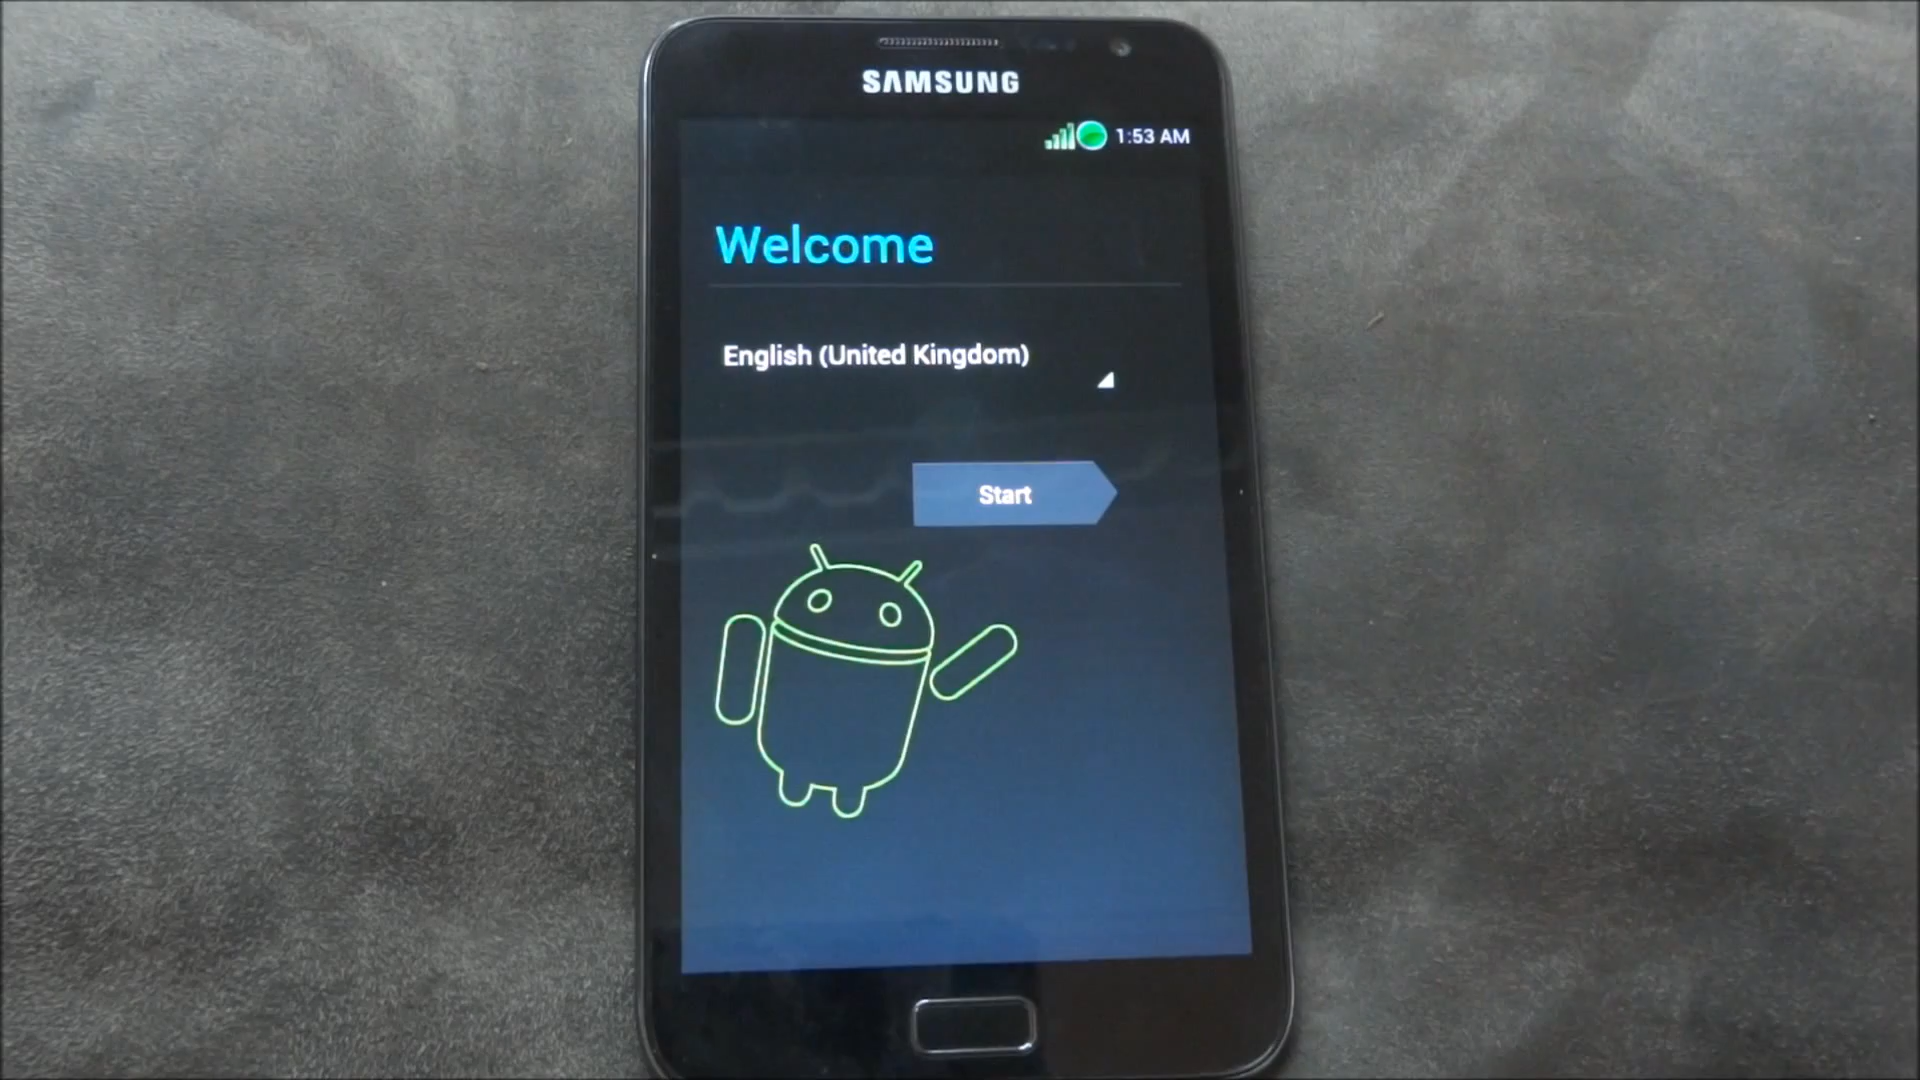 SAMSUNG
1:53 AM
Welcome
English (United Kingdom)
Start